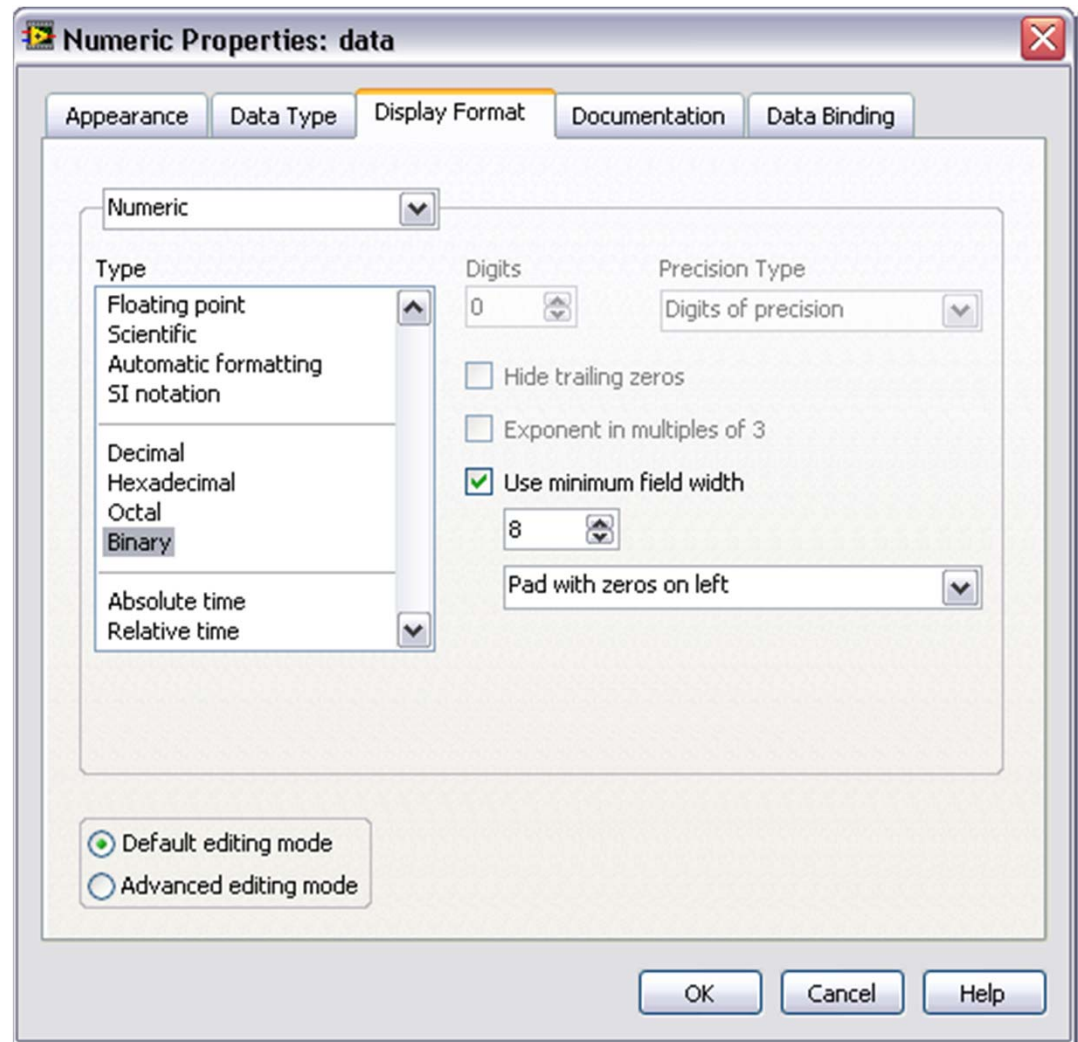 Numeric Properties: data
Appearance
Data Type
Display Format
Documentation
Data Binding
Numeric
Type
Floating point
Scientific
Automatic formatting
SI notation
Decimal
Hexadecimal
Octal
Binary
Absolute time
Relative time
Digits
0
Precision Type
Digits of precision
Hide trailing zeros
Exponent in multiples of 3
Use minimum field width
8
Pad with zeros on left
Default editing mode
Advanced editing mode
OK
Cancel
Help